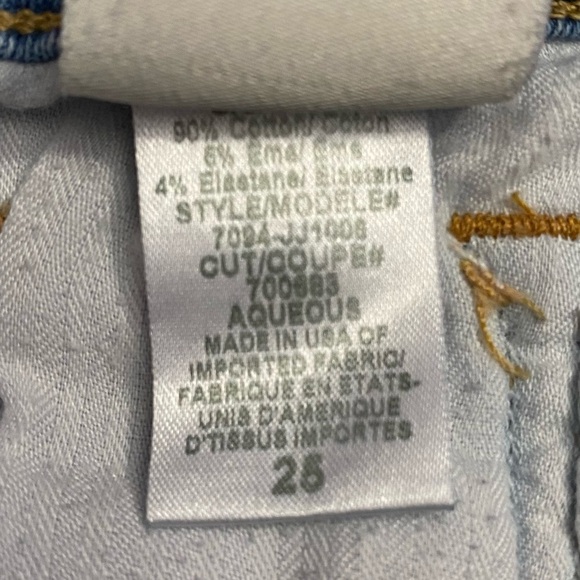 90% Cotton/ Coton
6% Eme/ Eme
4% Elastane/ Elastane
STYLE/MODELE#
7094-JJ1006
CUT/COUPE#
700683
AQUEOUS
MADE IN USA OF
IMPORTED FABRIC/
FABRIQUE EN ETATS-
UNIS D'AMERIQUE
D'TISSUS IMPORTES
25